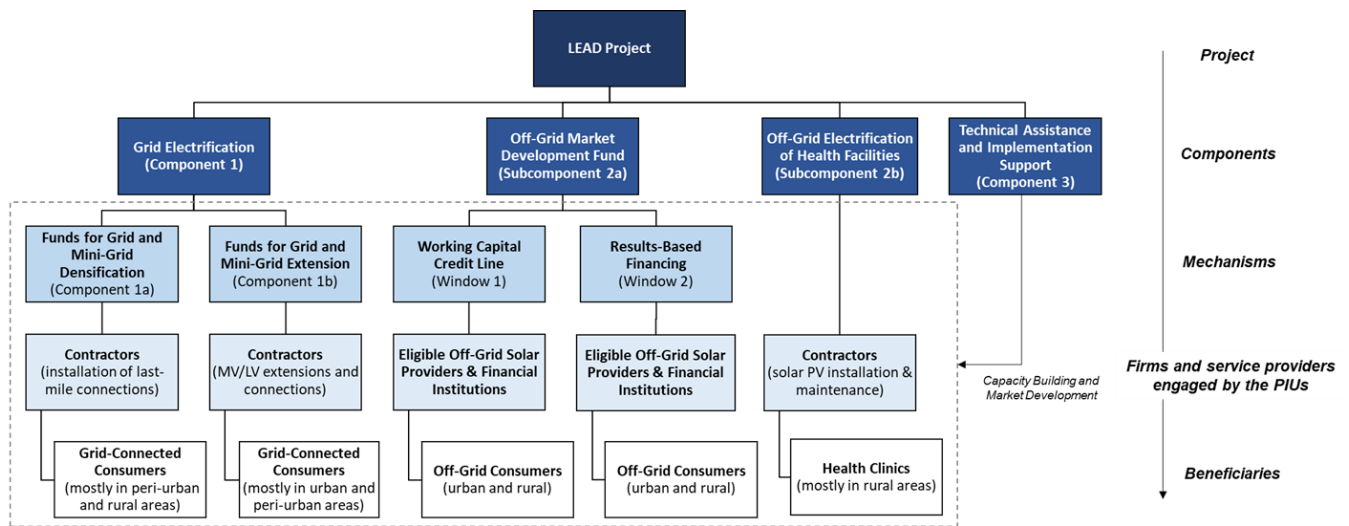 LEAD Project
Project
Grid Electrification
(Component 1)
Off-Grid Market
Development Fund
(Subcomponent 2a)
Off-Grid Electrification
of Health Facilities
(Subcomponent 2b)
Technical Assistance
and Implementation
Support
(Component 3)
Components
Funds for Grid and
Mini-Grid
Densification
(Component 1a)
Funds for Grid and
Mini-Grid Extension
(Component 1b)
Working Capital
Credit Line
(Window 1)
Results-Based
Financing
(Window 2)
Mechanisms
Contractors
(installation of last-
mile connections)
Contractors
(MV/LV extensions and
connections)
Eligible Off-Grid Solar
Providers & Financial
Institutions
Eligible Off-Grid Solar
Providers & Financial
Institutions
Contractors
(solar PV installation &
maintenance)
Capacity Building and
Market Development
Firms and service providers
engaged by the PIUs
Grid-Connected
Consumers
(mostly in peri-urban
and rural areas)
Grid-Connected
Consumers
(mostly in urban and
peri-urban areas)
Off-Grid Consumers
(urban and rural)
Off-Grid Consumers
(urban and rural)
Health Clinics
(mostly in rural areas)
Beneficiaries